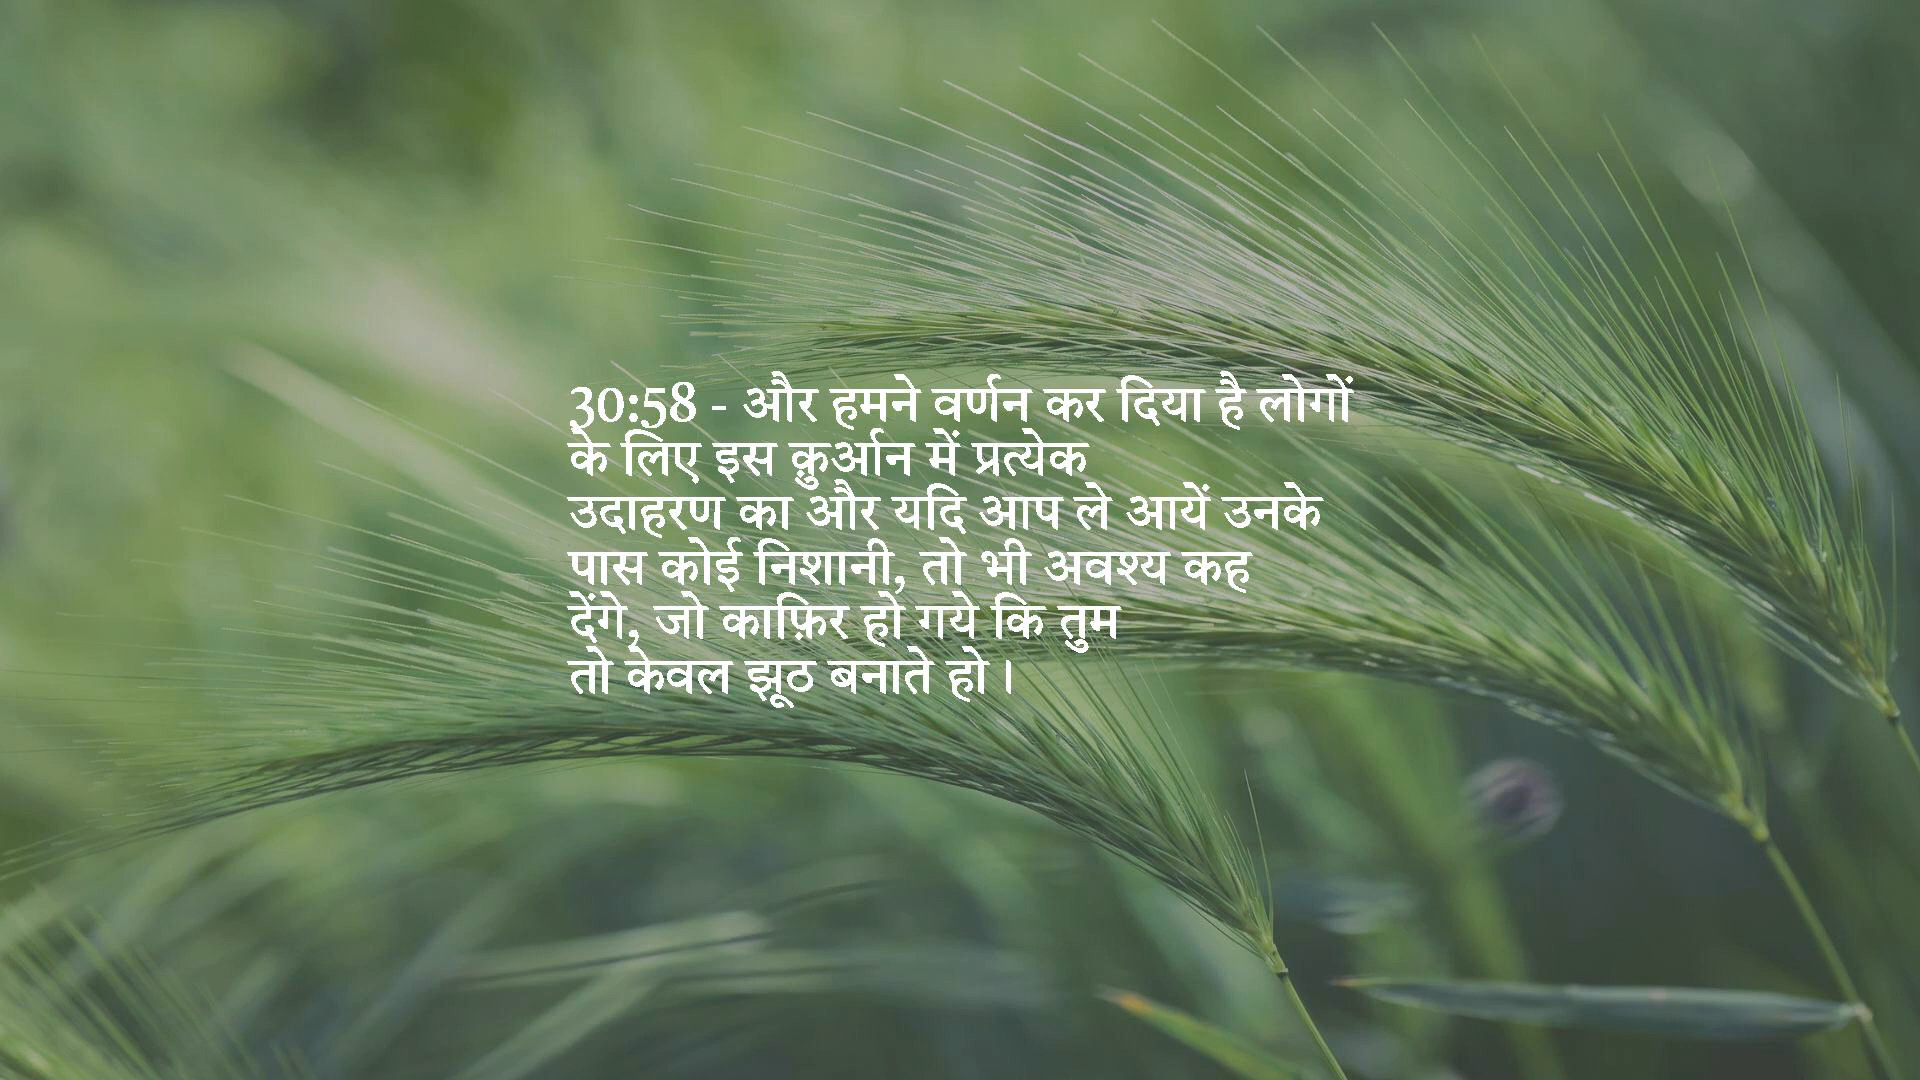 30:58 - और हमने वर्णन कर दिया है लोगों
के लिए इस क़ुर्आन में प्रत्येक
उदाहरण का और यदि आप ले आयें उनके
पास कोई निशानी, तो भी अवश्य कह
देंगे, जो काफ़िर हो गये कि तुम
तो केवल झूठ बनाते हो।